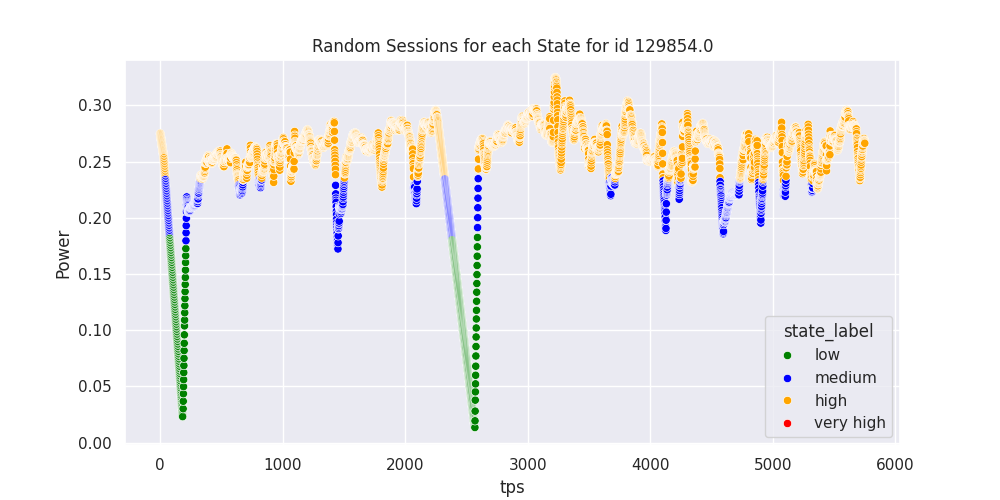 Random Sessions for each State for id 129854.0
Power
0.30
0.25
0.20
0.15
0.10
0.05
0.00
0
1000
2000
3000
4000
5000
6000
tps
state_label
low
medium
high
very high